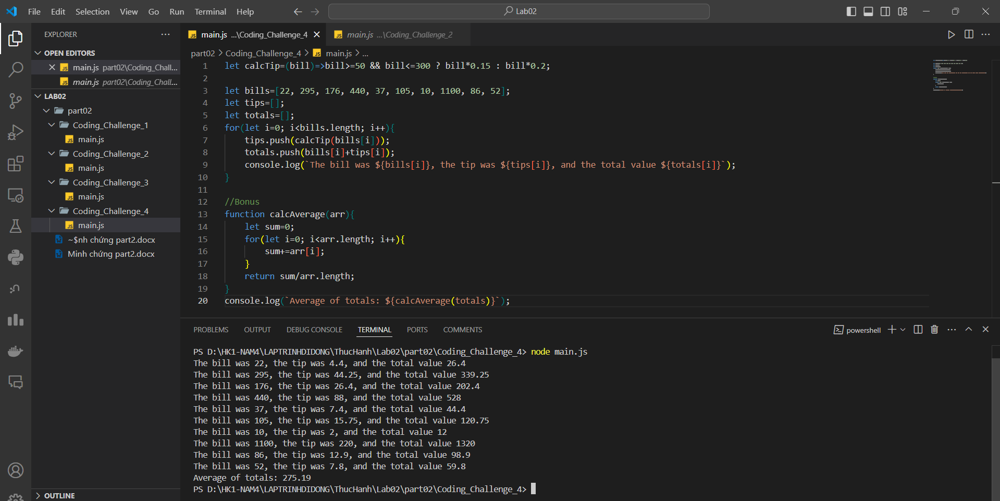 File Edit Selection View Go Run Terminal Help
Lab02
EXPLORER
OPEN EDITORS
main.js part02\Coding_Chall...
main.js part02\Coding_Chall...
LAB02
part02
Coding_Challenge_1
main.js
Coding_Challenge_2
main.js
Coding_Challenge_3
main.js
Coding_Challenge_4
main.js
~$nh chứng part2.docx
Minh chứng part2.docx
OUTLINE
main.js ...\Coding_Challenge_4
main.js ...\Coding_Challenge_2
part02 > Coding_Challenge_4 > JS main.js > ...
1 let calcTip=(bill)=>bill>=50 && bill<=300 ? bill*0.15 : bill*0.2;
2
3 let bills=[22, 295, 176, 440, 37, 105, 10, 1100, 86, 52];
4 let tips=[];
5 let totals=[];
6 for(let i=0; i<bills.length; i++){
7 tips.push(calcTip(bills[i]));
8 totals.push(bills[i]+tips[i]);
9 console.log(`The bill was ${bills[i]}, the tip was ${tips[i]}, and the total value ${totals[i]}`);
10 }
11
12 //Bonus
13 function calcAverage(arr){
14 let sum=0;
15 for(let i=0; i<arr.length; i++){
16 sum+=arr[i];
17 }
18 return sum/arr.length;
19 }
20 console.log(`Average of totals: ${calcAverage(totals)}`);
PROBLEMS OUTPUT DEBUG CONSOLE TERMINAL PORTS COMMENTS
powershell
PS D:\HK1-NAM4\LAPTRINHDIDONG\ThucHanh\Lab02\part02\Coding_Challenge_4> node main.js
The bill was 22, the tip was 4.4, and the total value 26.4
The bill was 295, the tip was 44.25, and the total value 339.25
The bill was 176, the tip was 26.4, and the total value 202.4
The bill was 440, the tip was 88, and the total value 528
The bill was 37, the tip was 7.4, and the total value 44.4
The bill was 105, the tip was 15.75, and the total value 120.75
The bill was 10, the tip was 2, and the total value 12
The bill was 1100, the tip was 220, and the total value 1320
The bill was 86, the tip was 12.9, and the total value 98.9
The bill was 52, the tip was 7.8, and the total value 59.8
Average of totals: 275.19
PS D:\HK1-NAM4\LAPTRINHDIDONG\ThucHanh\Lab02\part02\Coding_Challenge_4>